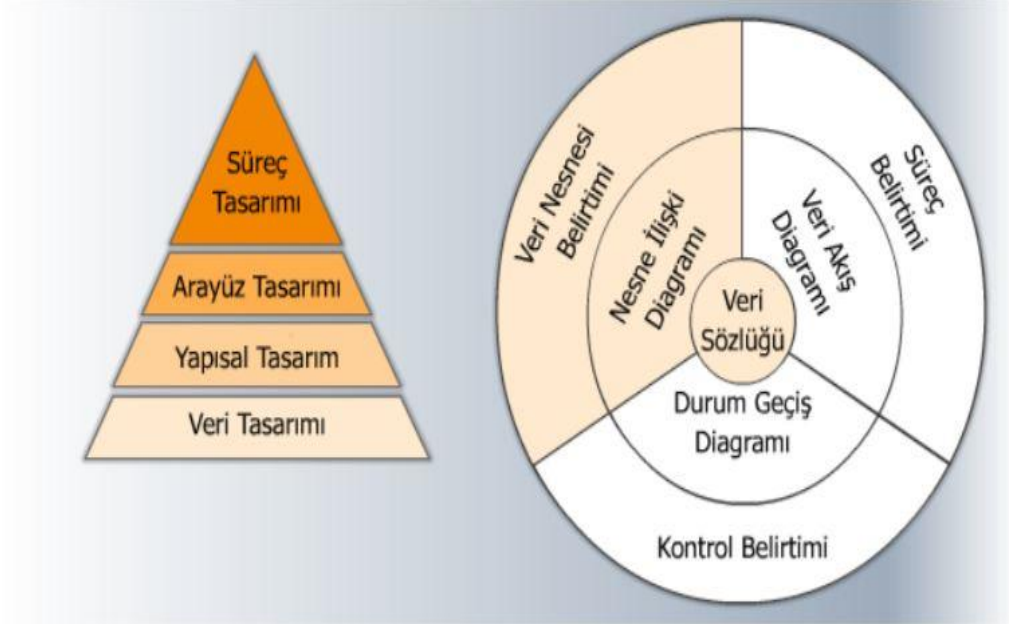 Süreç
Tasarımı
Arayüz Tasarımı
Yapısal Tasarım
Veri Tasarımı
Veri Nesnesi
Belirtimi
Nesne İlişki
Diagramı
Veri Akış
Diagramı
Süreç
Belirtimi
Veri
Sözlüğü
Durum Geçiş
Diagramı
Kontrol Belirtimi